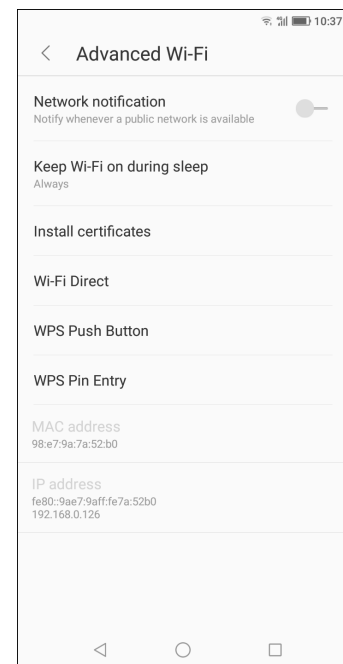 10:37
Advanced Wi-Fi
Network notification
Notify whenever a public network is available
Keep Wi-Fi on during sleep
Always
Install certificates
Wi-Fi Direct
WPS Push Button
WPS Pin Entry
MAC address
98:e7:9a:7a:52:b0
IP address
fe80::9ae7:9aff:fe7a:52b0
192.168.0.126